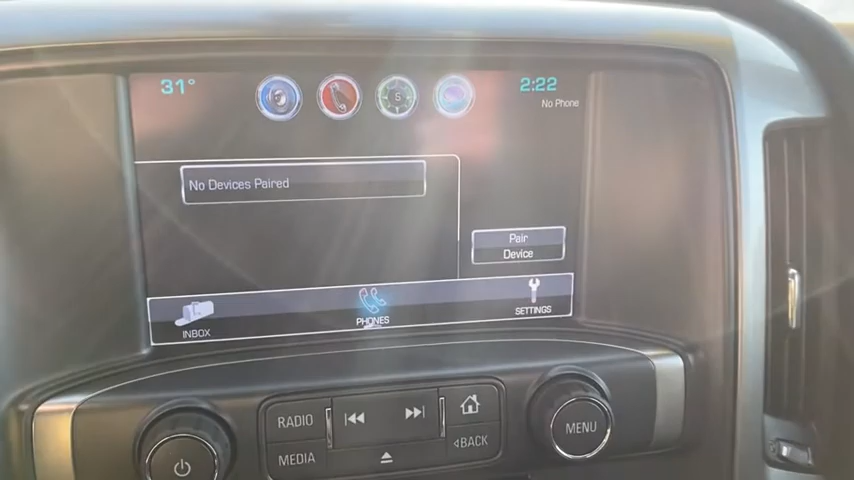 31°
S
2:22
No Phone
No Devices Paired
Pair
Device
INBOX
PHONES
SETTINGS
RADIO
MEDIA
BACK
MENU